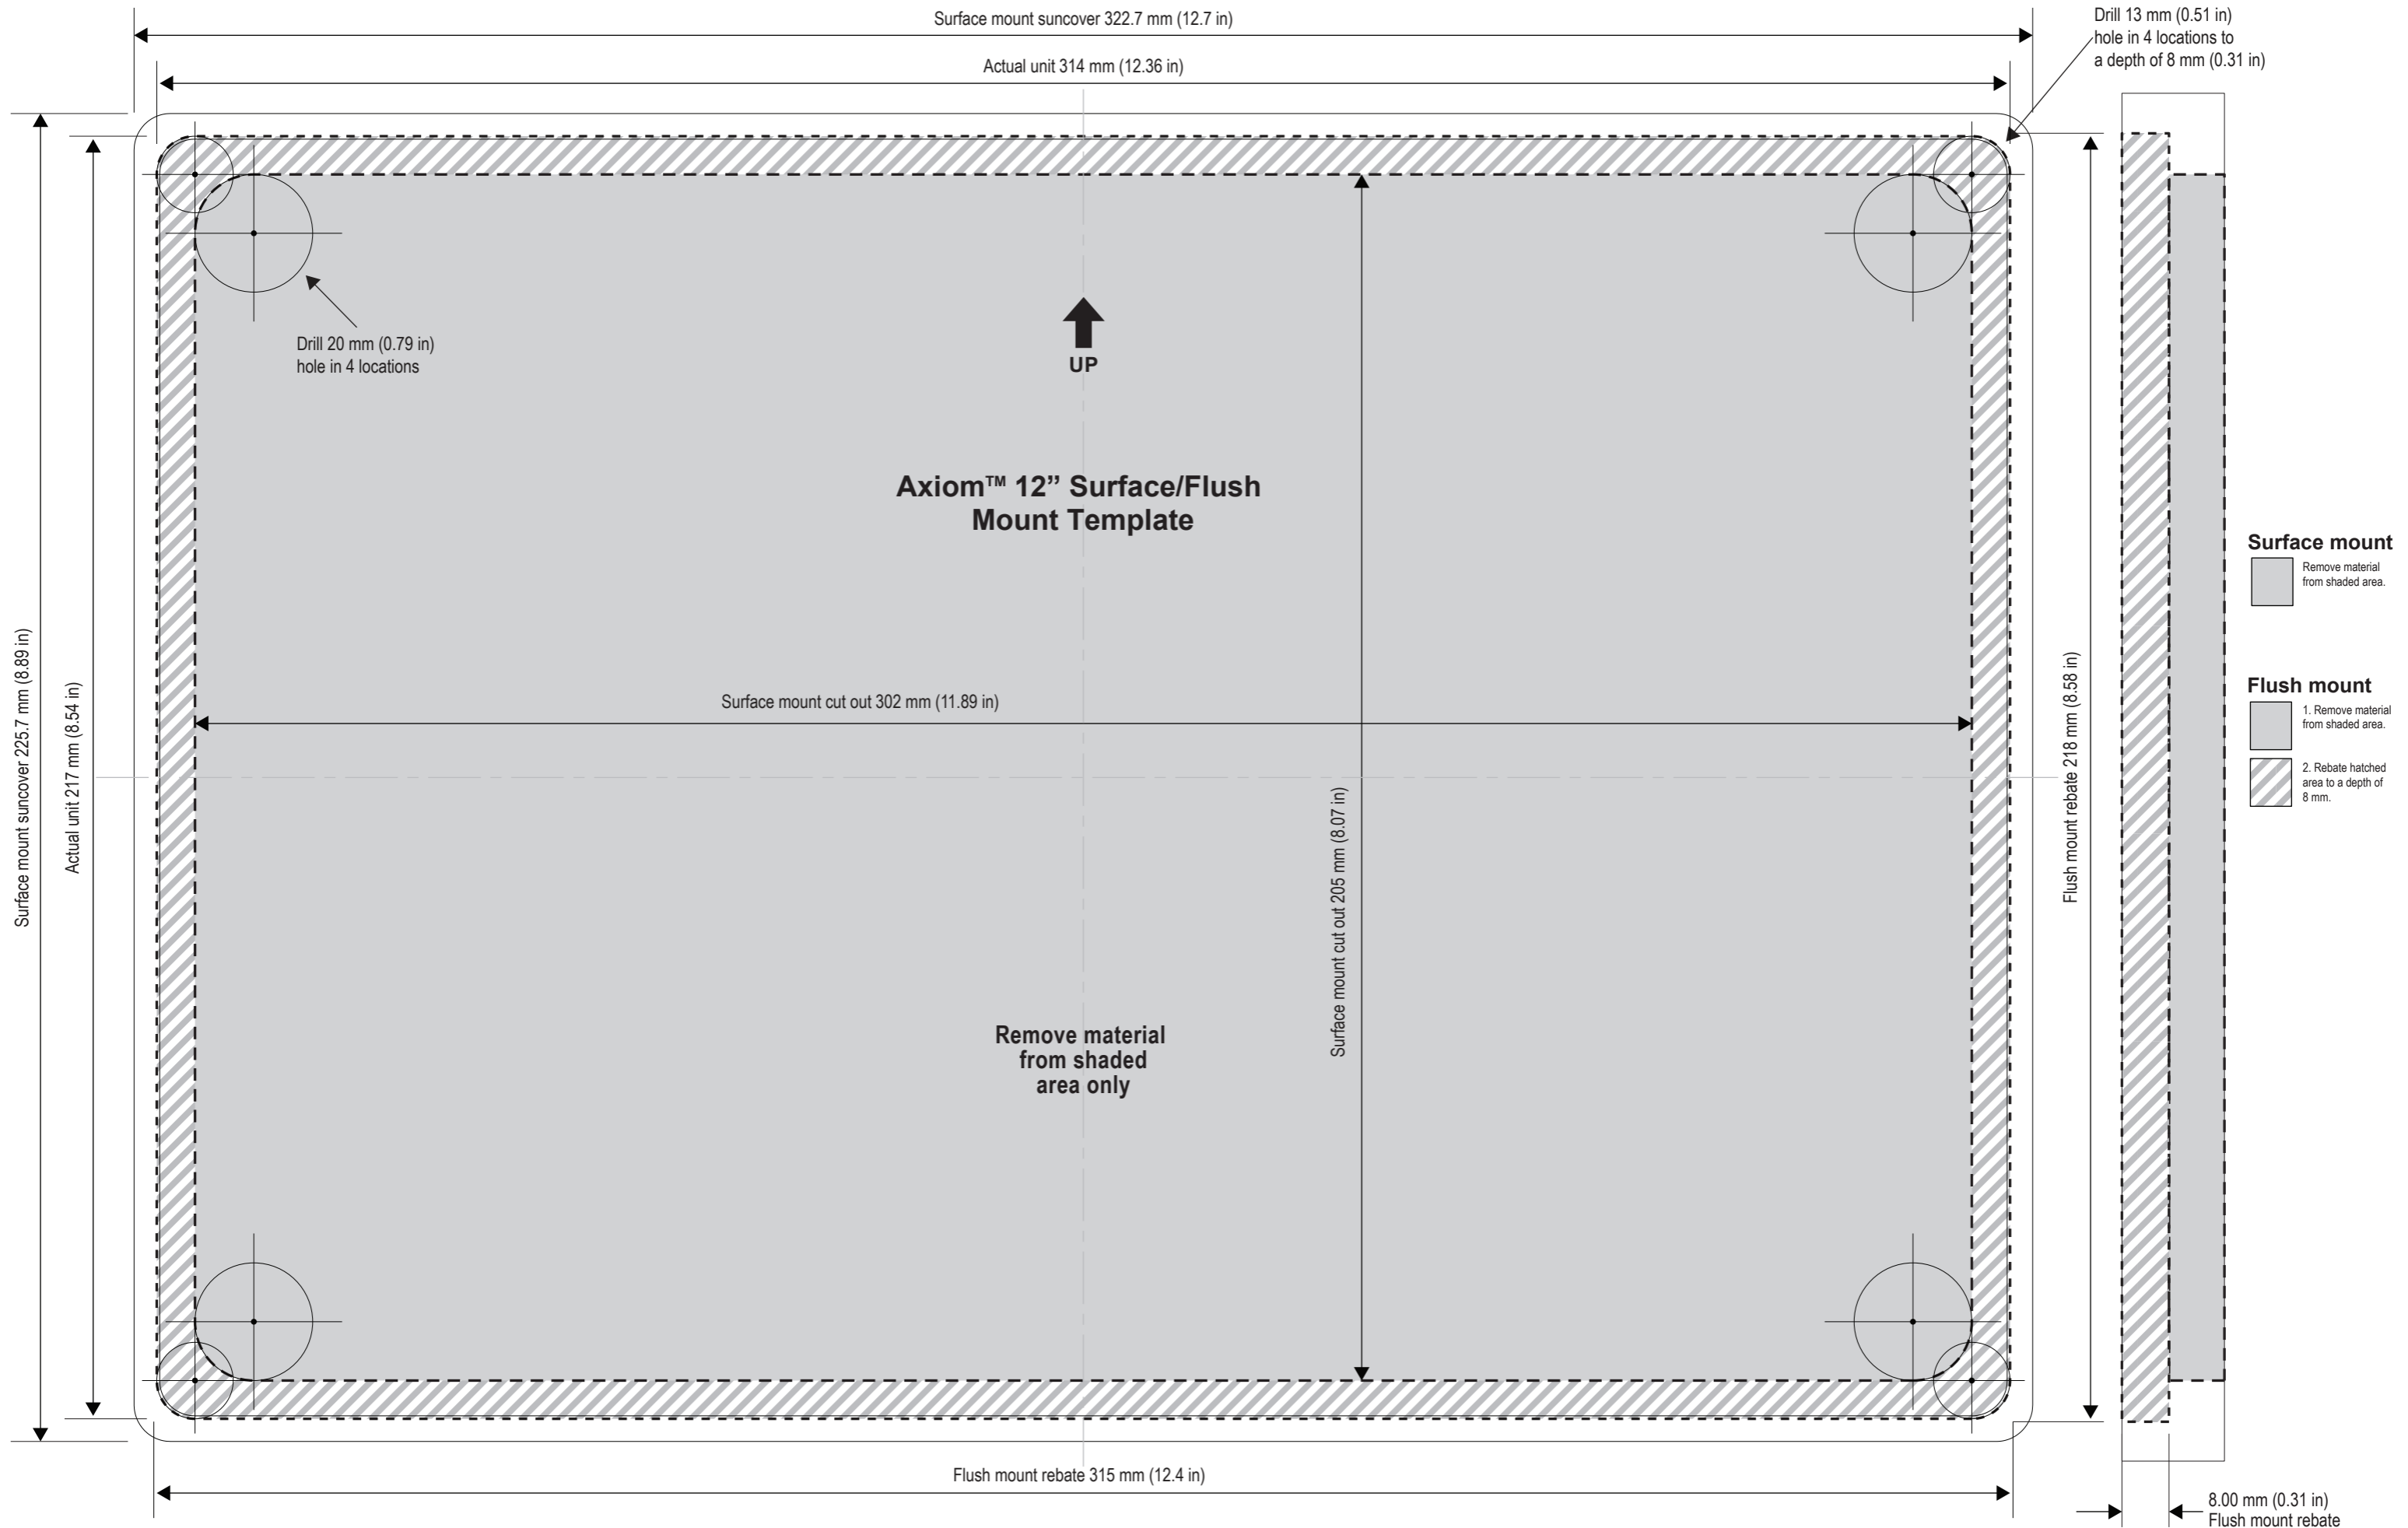 Surface mount suncover 322.7 mm (12.7 in)
Drill 13 mm (0.51 in)
hole in 4 locations to
a depth of 8 mm (0.31 in)
Actual unit 314 mm (12.36 in)
Drill 20 mm (0.79 in)
hole in 4 locations
UP
Axiom™ 12” Surface/Flush
Mount Template
Surface mount
Remove material
from shaded area.
Surface mount suncover 225.7 mm (8.89 in)
Actual unit 217 mm (8.54 in)
Surface mount cut out 302 mm (11.89 in)
Surface mount cut out 205 mm (8.07 in)
Flush mount rebate 218 mm (8.58 in)
Flush mount
1. Remove material
from shaded area.
2. Rebate hatched
area to a depth of
8 mm.
Remove material
from shaded
area only
Flush mount rebate 315 mm (12.4 in)
8.00 mm (0.31 in)
Flush mount rebate